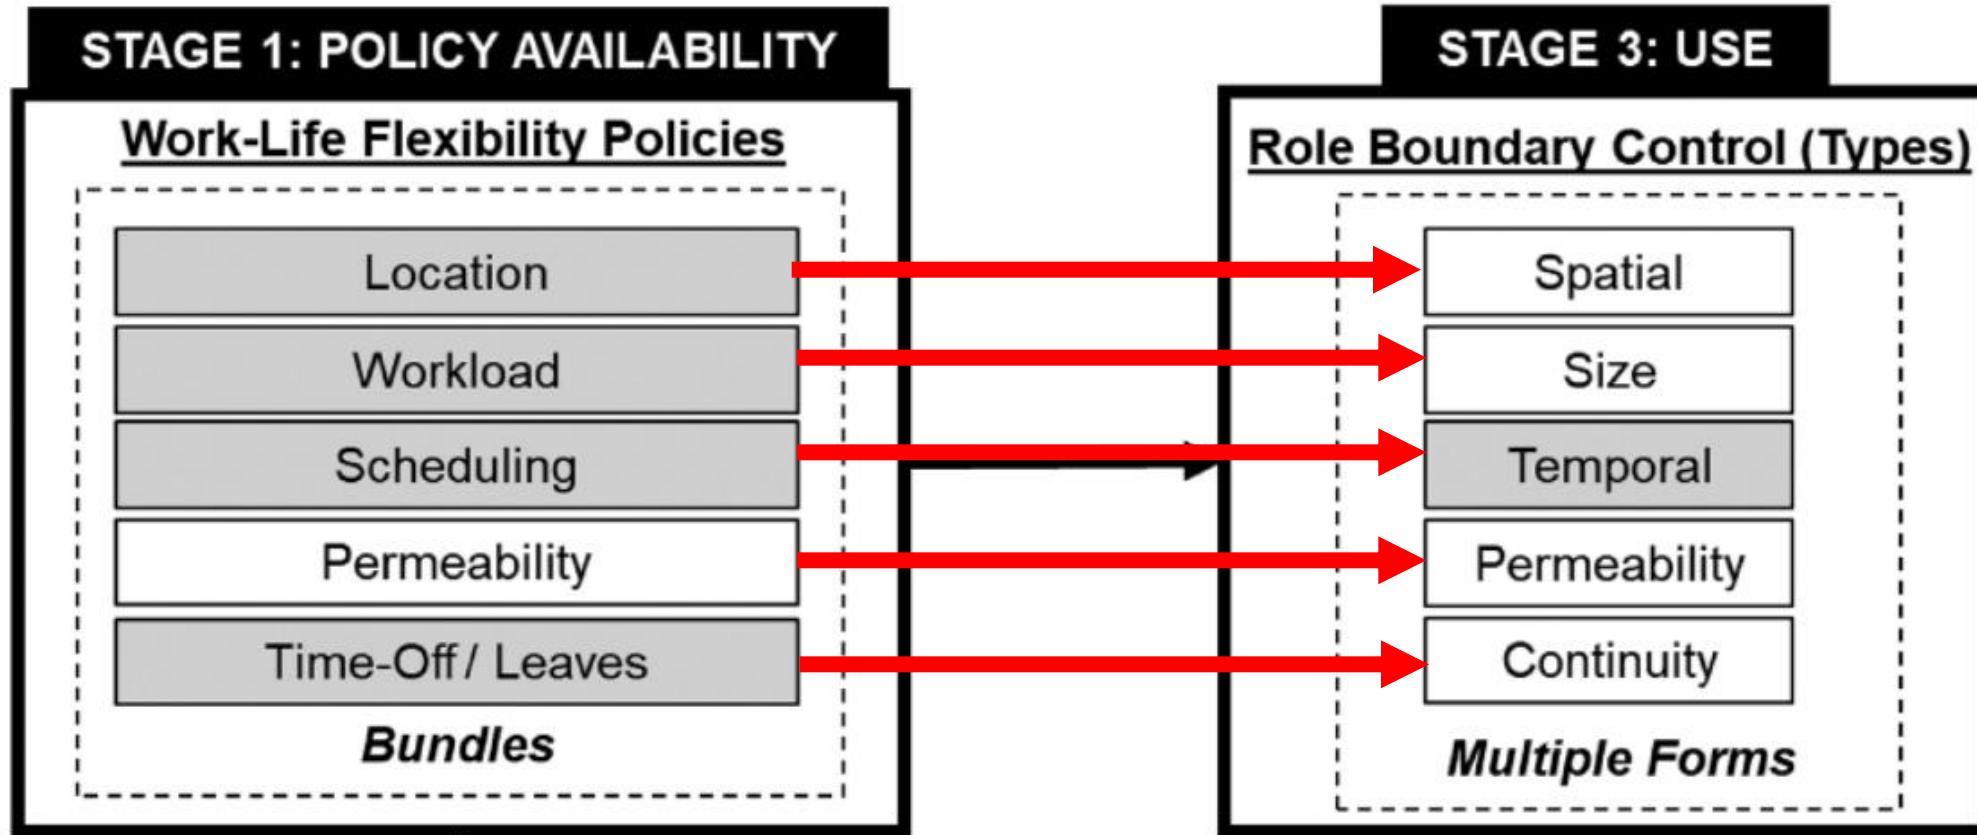 STAGE 1: POLICY AVAILABILITY
Work-Life Flexibility Policies
Location
Workload
Scheduling
Permeability
Time-Off / Leaves
Bundles
STAGE 3: USE
Role Boundary Control (Types)
Spatial
Size
Temporal
Permeability
Continuity
Multiple Forms